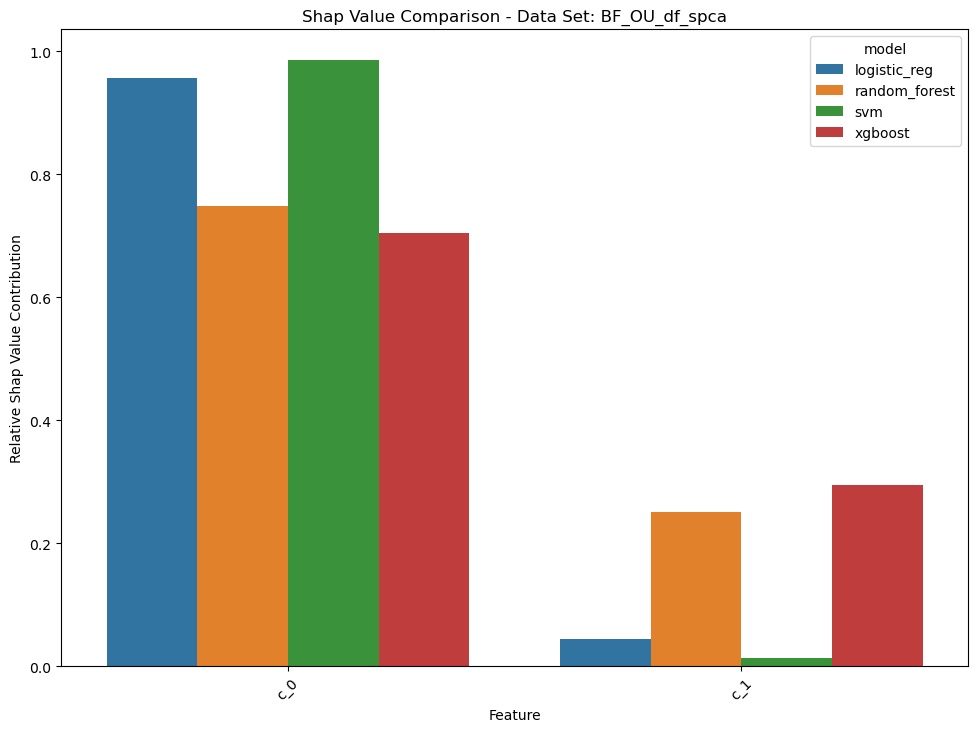 Shap Value Comparison - Data Set: BF_OU_df_spca
model
logistic_reg
random_forest
svm
xgboost
Relative Shap Value Contribution
1.0
0.8
0.6
0.4
0.2
0.0
c_0
c_1
Feature